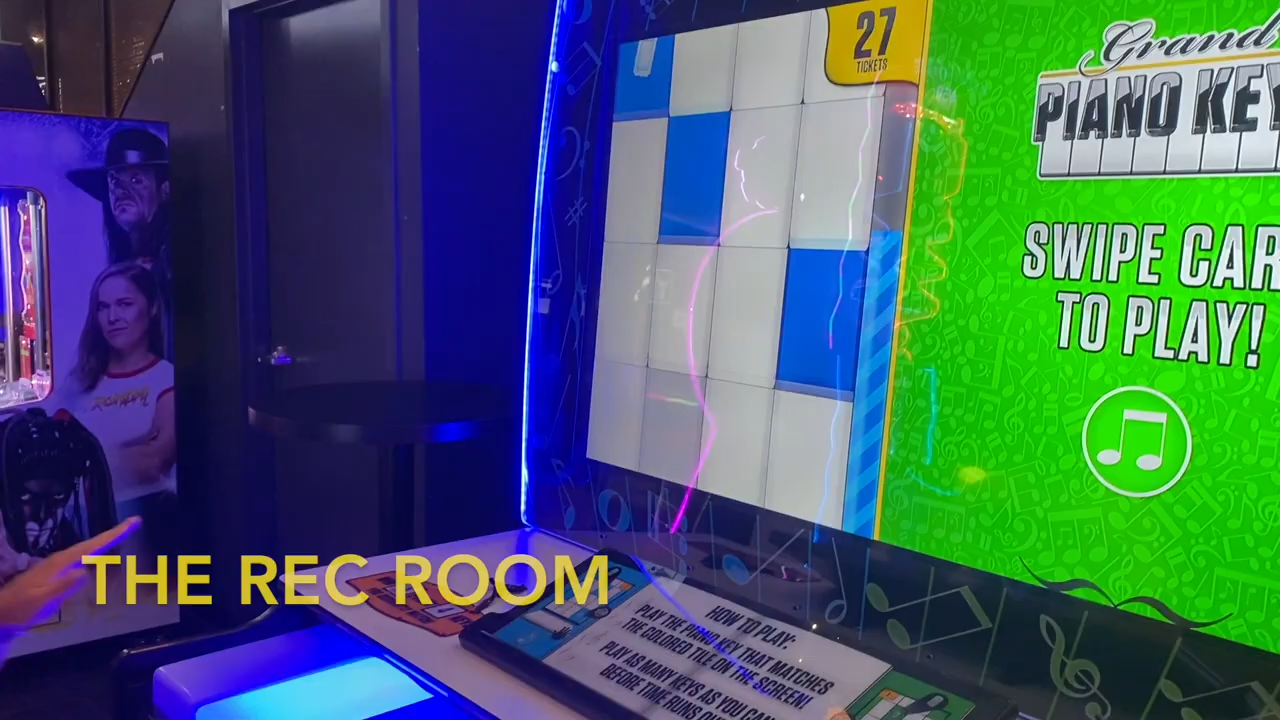 27
TICKETS
Grand
PIANO KEY
SWIPE CAR
TO PLAY!
THE REC ROOM
HOW TO PLAY:
PLAY THE PIANO KEY THAT MATCHES
THE COLORED TILE ON THE SCREEN!
PLAY AS MANY KEYS AS YOU CAN
BEFORE TIME RUNS OUT